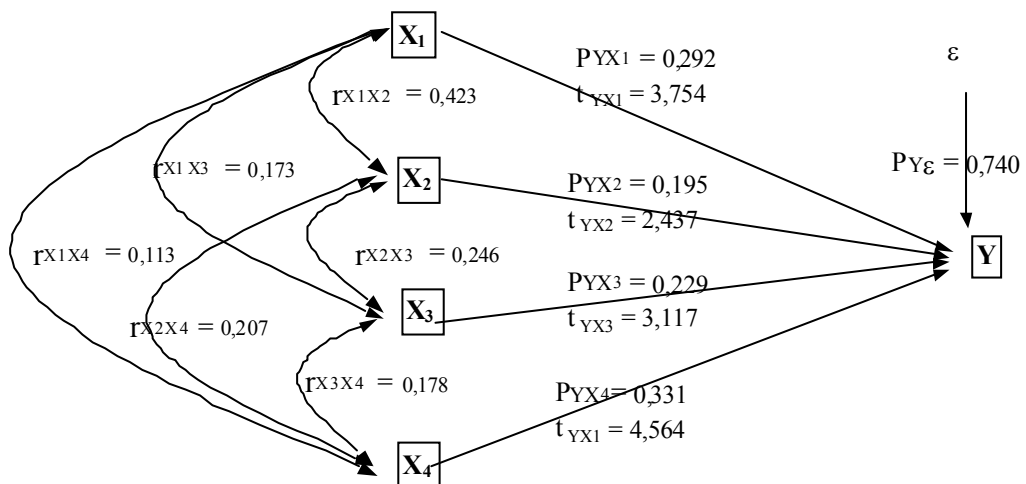 X1
PYX1 = 0,292
tYX1 = 3,754
ε
rX1X2 = 0,423
rX1X3 = 0,173
PYε = 0,740
X2
PYX2 = 0,195
tYX2 = 2,437
rX1X4 = 0,113
rX2X3 = 0,246
Y
PYX3 = 0,229
X3
tYX3 = 3,117
rX2X4 = 0,207
rX3X4 = 0,178
PYX4= 0,331
tYX1 = 4,564
X4